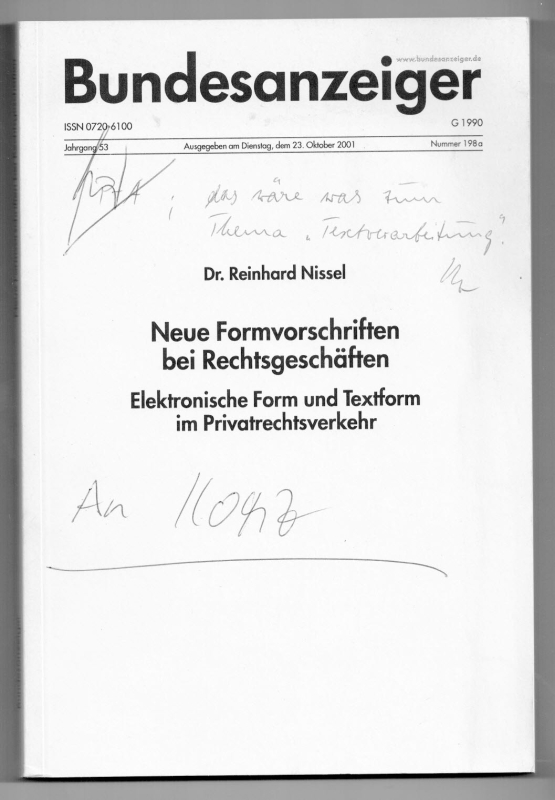 www.bundesanzeiger.de
Bundesanzeiger
ISSN 0720-6100 G 1990
Jahrgang 53 Ausgegeben am Dienstag, dem 23. Oktober 2001 Nummer 198a
; das wäre was zum
Thema „Textverarbeitung“.
Dr. Reinhard Nissel
Neue Formvorschriften
bei Rechtsgeschäften
Elektronische Form und Textform
im Privatrechtsverkehr
An